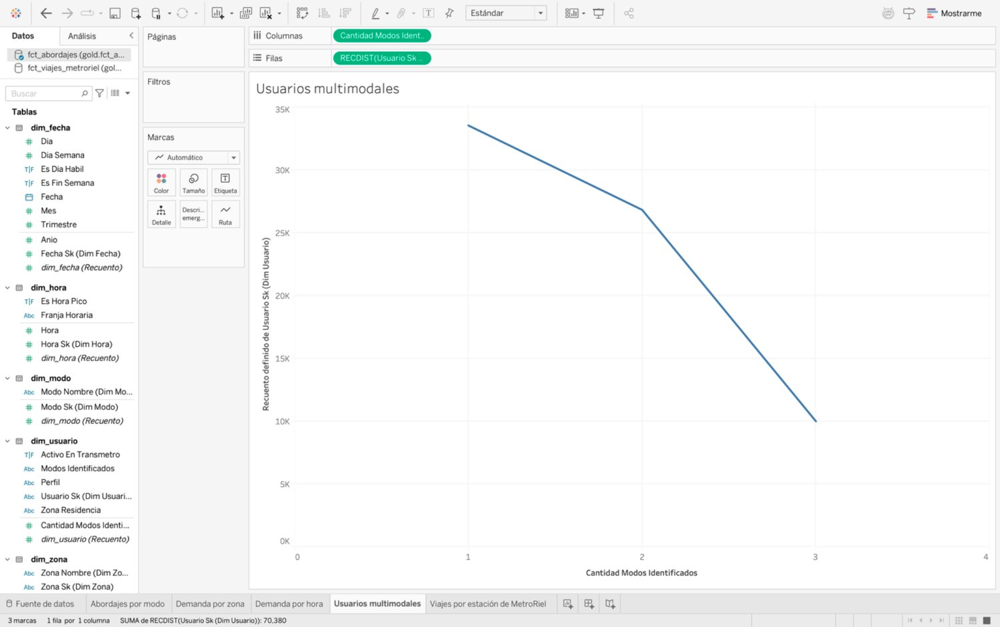 Estándar
Mostrarme
Datos
Análisis
fct_abordajes (gold.fct_a...
fct_viajes_metroriel (gol...
Buscar
Tablas
dim_fecha
Dia
Dia Semana
T|F Es Dia Habil
T|F Es Fin Semana
Fecha
Mes
Trimestre
Anio
Fecha Sk (Dim Fecha)
dim_fecha (Recuento)
dim_hora
T|F Es Hora Pico
Abc Franja Horaria
Hora
Hora Sk (Dim Hora)
dim_hora (Recuento)
dim_modo
Abc Modo Nombre (Dim Mo...
Modo Sk (Dim Modo)
dim_modo (Recuento)
dim_usuario
T|F Activo En Transmetro
Abc Modos Identificados
Abc Perfil
Abc Usuario Sk (Dim Usuari...
Abc Zona Residencia
Cantidad Modos Identi...
dim_usuario (Recuento)
dim_zona
Abc Zona Nombre (Dim Zo...
Abc Zona Sk (Dim Zona)
Páginas
Filtros
Marcas
Automático
Color
Tamaño
Etiqueta
Detalle
Descri...
emerg...
Ruta
Columnas
Cantidad Modos Ident..
Filas
RECDIST(Usuario Sk ..
Usuarios multimodales
Recuento definido de Usuario Sk (Dim Usuario)
35K
30K
25K
20K
15K
10K
5K
0K
0 1 2 3 4
Cantidad Modos Identificados
Fuente de datos
Abordajes por modo
Demanda por zona
Demanda por hora
Usuarios multimodales
Viajes por estación de MetroRiel
3 marcas
1 fila por 1 columna
SUMA de RECDIST(Usuario Sk (Dim Usuario)): 70,380